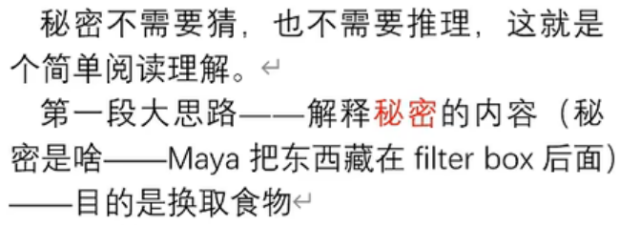 秘密不需要猜，也不需要推理，这就是
个简单阅读理解。↵
第一段大思路——解释秘密的内容（秘
密是啥——Maya 把东西藏在 filter box 后面）
——目的是换取食物↵